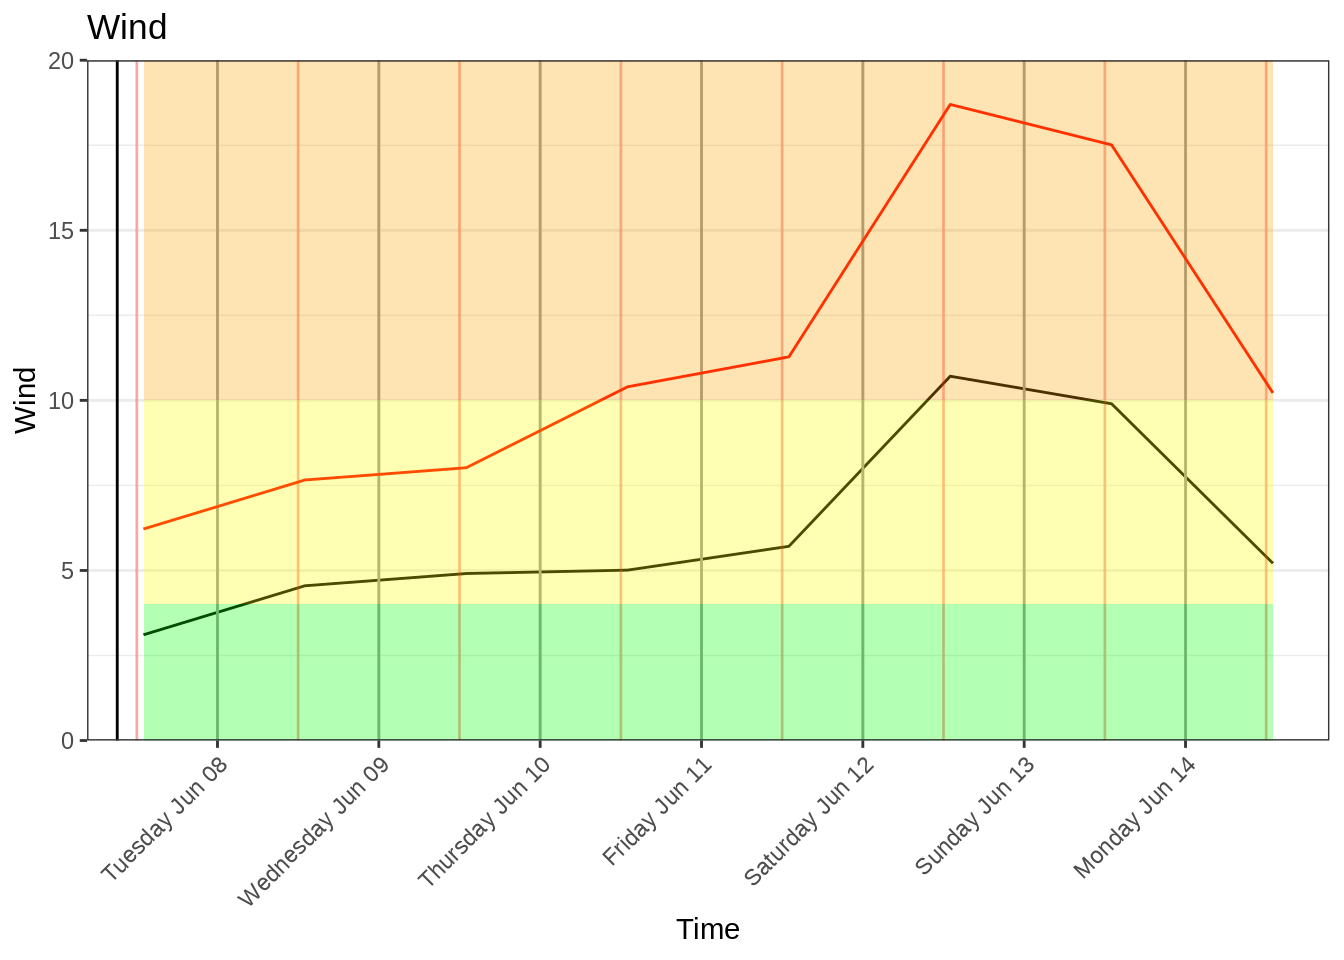 Wind
20
15
10
5
0
Wind
Tuesday Jun 08
Wednesday Jun 09
Thursday Jun 10
Friday Jun 11
Saturday Jun 12
Sunday Jun 13
Monday Jun 14
Time